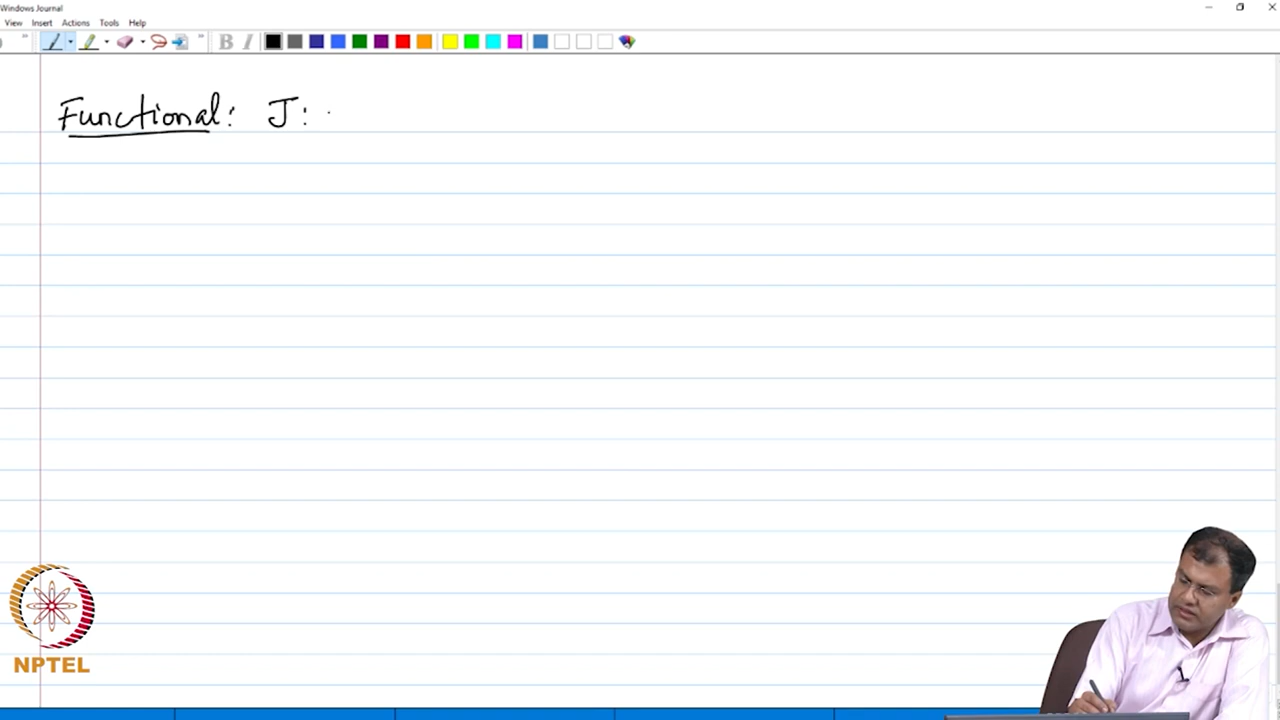 Windows Journal
View Insert Actions Tools Help
B I
Functional: J:
NPTEL